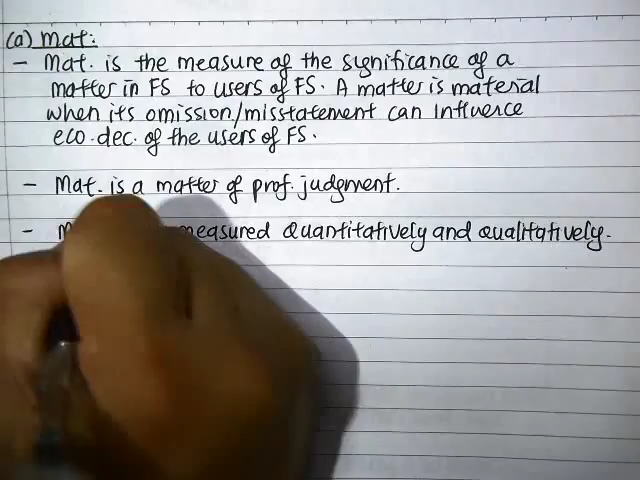 (a) Mat:
- Mat. is the measure of the significance of a
matter in FS to users of FS. A matter is material
when its omission/misstatement can influence
eco. dec. of the users of FS.
- Mat. is a matter of prof. judgment.
- measured quantitatively and qualitatively.